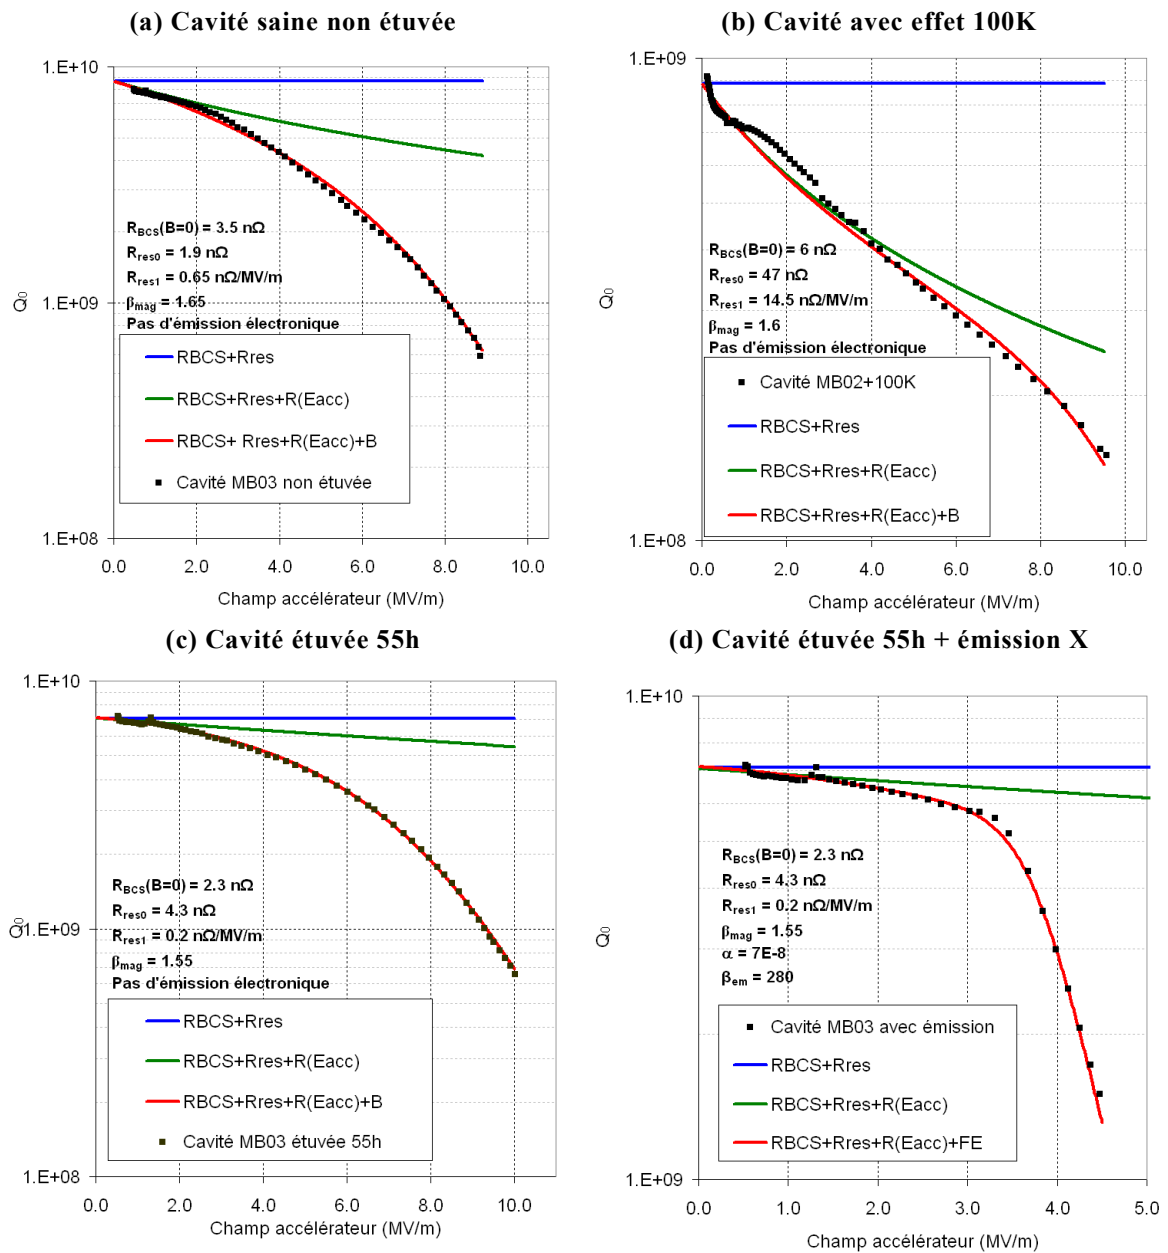 (a) Cavité saine non étuvée
1.E+10
1.E+09
1.E+08
Q0
RBCS(B=0) = 3.5 nΩ
Rres0 = 1.9 nΩ
Rres1 = 0.65 nΩ/MV/m
βmag = 1.65
Pas d'émission électronique
RBCS+Rres
RBCS+Rres+R(Eacc)
RBCS+ Rres+R(Eacc)+B
Cavité MB03 non étuvée
0.0 2.0 4.0 6.0 8.0 10.0
Champ accélérateur (MV/m)
(b) Cavité avec effet 100K
1.E+09
1.E+08
Q0
RBCS(B=0) = 6 nΩ
Rres0 = 47 nΩ
Rres1 = 14.5 nΩ/MV/m
βmag = 1.6
Pas d'émission électronique
Cavité MB02+100K
RBCS+Rres
RBCS+Rres+R(Eacc)
RBCS+Rres+R(Eacc)+B
0.0 2.0 4.0 6.0 8.0 10.0
Champ accélérateur (MV/m)
(c) Cavité étuvée 55h
1.E+10
1.E+09
1.E+08
Q0
RBCS(B=0) = 2.3 nΩ
Rres0 = 4.3 nΩ
Rres1 = 0.2 nΩ/MV/m
βmag = 1.55
Pas d'émission électronique
RBCS+Rres
RBCS+Rres+R(Eacc)
RBCS+Rres+R(Eacc)+B
Cavité MB03 étuvée 55h
0.0 2.0 4.0 6.0 8.0 10.0
Champ accélérateur (MV/m)
(d) Cavité étuvée 55h + émission X
1.E+10
1.E+09
Q0
RBCS(B=0) = 2.3 nΩ
Rres0 = 4.3 nΩ
Rres1 = 0.2 nΩ/MV/m
βmag = 1.55
α = 7E-8
βem = 280
Cavité MB03 avec émission
RBCS+Rres
RBCS+Rres+R(Eacc)
RBCS+Rres+R(Eacc)+FE
0.0 1.0 2.0 3.0 4.0 5.0
Champ accélérateur (MV/m)